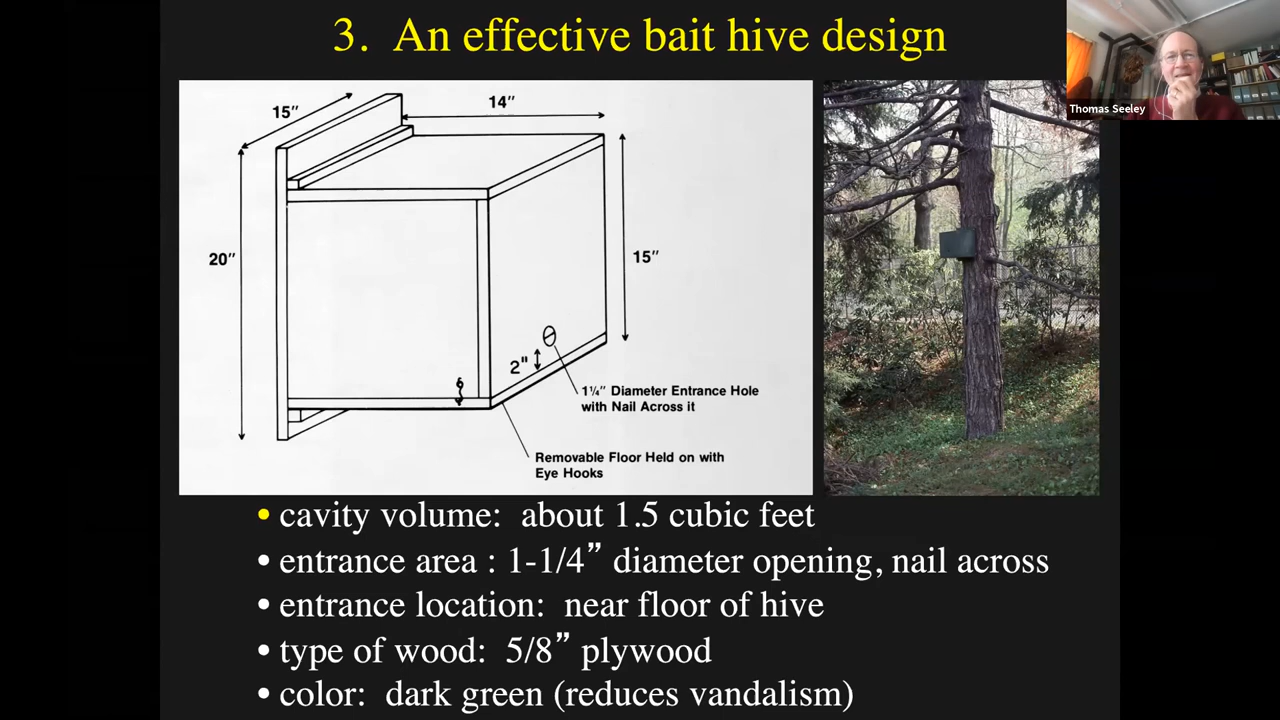 3. An effective bait hive design
Thomas Seeley
15″
14″
20″
15″
2"
1¼″ Diameter Entrance Hole
with Nail Across it
Removable Floor Held on with
Eye Hooks
• cavity volume: about 1.5 cubic feet
• entrance area : 1-1/4” diameter opening, nail across
• entrance location: near floor of hive
• type of wood: 5/8” plywood
• color: dark green (reduces vandalism)